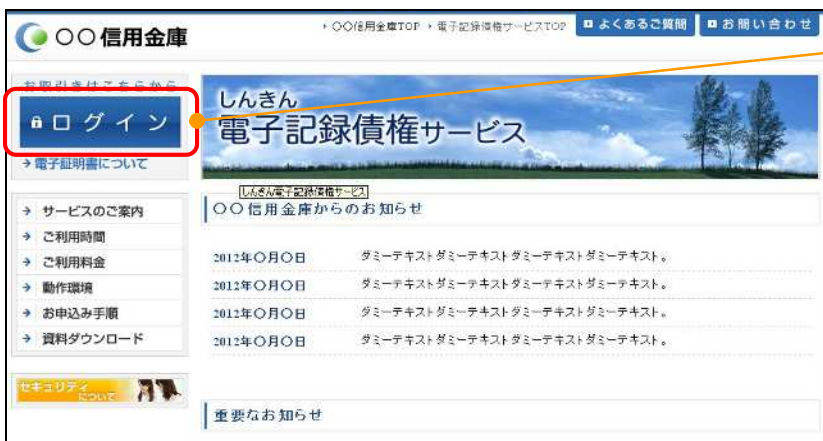 〇〇信用金庫
〇〇信用金庫TOP
電子記録債権サービスTOP
よくあるご質問
お問い合わせ
お取引きはこちらから
ログイン
電子証明書について
しんきん
電子記録債権サービス
しんきん電子記録債権サービス
サービスのご案内
ご利用時間
ご利用料金
動作環境
お申込み手順
資料ダウンロード
セキュリティ
について
〇〇信用金庫からのお知らせ
2012年〇月〇日 ダミーテキストダミーテキストダミーテキストダミーテキスト。
2012年〇月〇日 ダミーテキストダミーテキストダミーテキストダミーテキスト。
2012年〇月〇日 ダミーテキストダミーテキストダミーテキストダミーテキスト。
2012年〇月〇日 ダミーテキストダミーテキストダミーテキストダミーテキスト。
重要なお知らせ